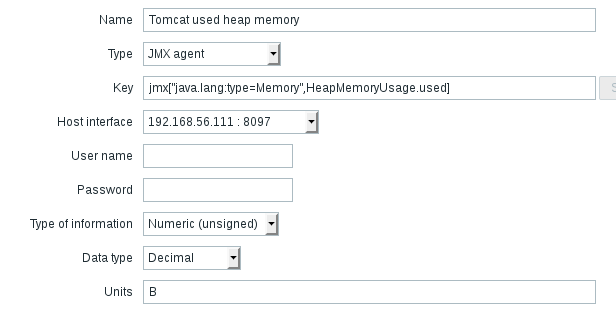 Name Tomcat used heap memory
Type JMX agent
Key jmx["java.lang:type=Memory",HeapMemoryUsage.used] S
Host interface 192.168.56.111 : 8097
User name
Password
Type of information Numeric (unsigned)
Data type Decimal
Units B